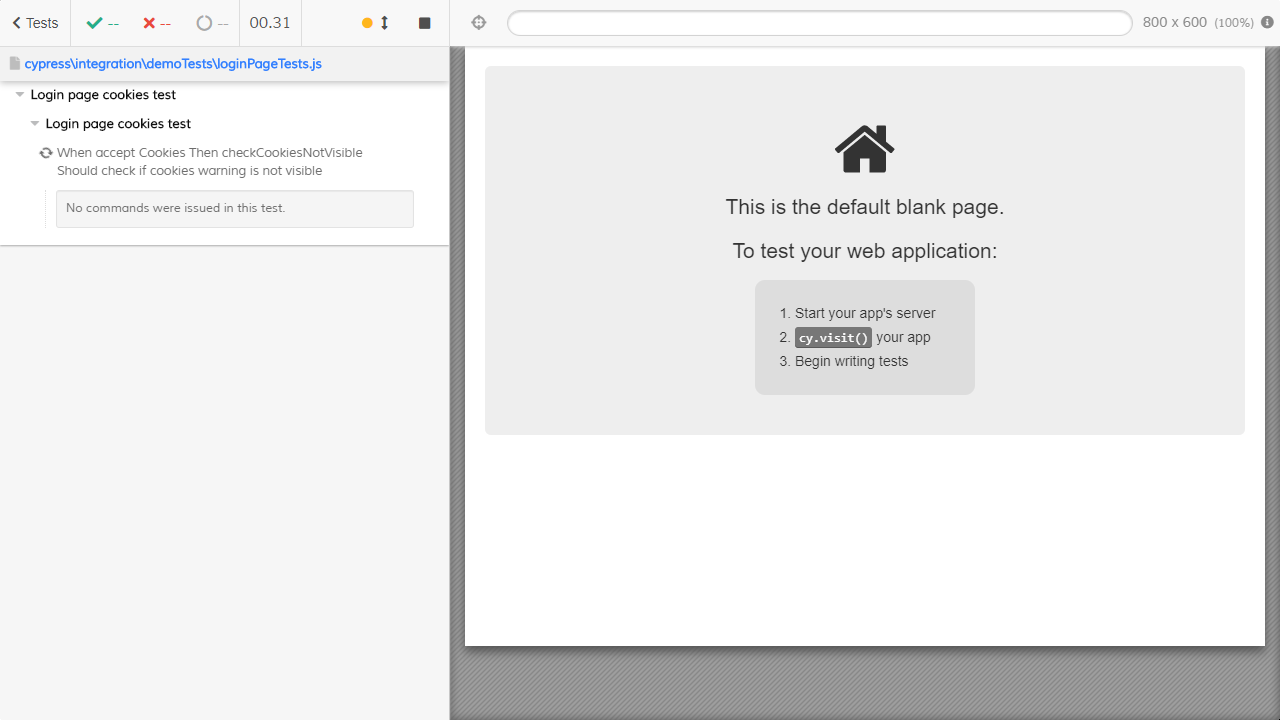 Tests
--
--
--
00.31
800 x 600 (100%)
cypress\integration\demoTests\loginPageTests.js
Login page cookies test
Login page cookies test
When accept Cookies Then checkCookiesNotVisible
Should check if cookies warning is not visible
No commands were issued in this test.
This is the default blank page.
To test your web application:
1. Start your app's server
2. cy.visit() your app
3. Begin writing tests